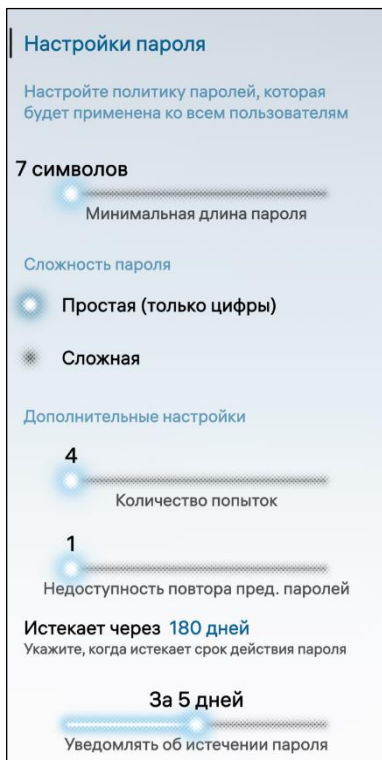 Настройки пароля
Настройте политику паролей, которая
будет применена ко всем пользователям
7 символов
Минимальная длина пароля
Сложность пароля
Простая (только цифры)
Сложная
Дополнительные настройки
4
Количество попыток
1
Недоступность повтора пред. паролей
Истекает через 180 дней
Укажите, когда истекает срок действия пароля
За 5 дней
Уведомлять об истечении пароля